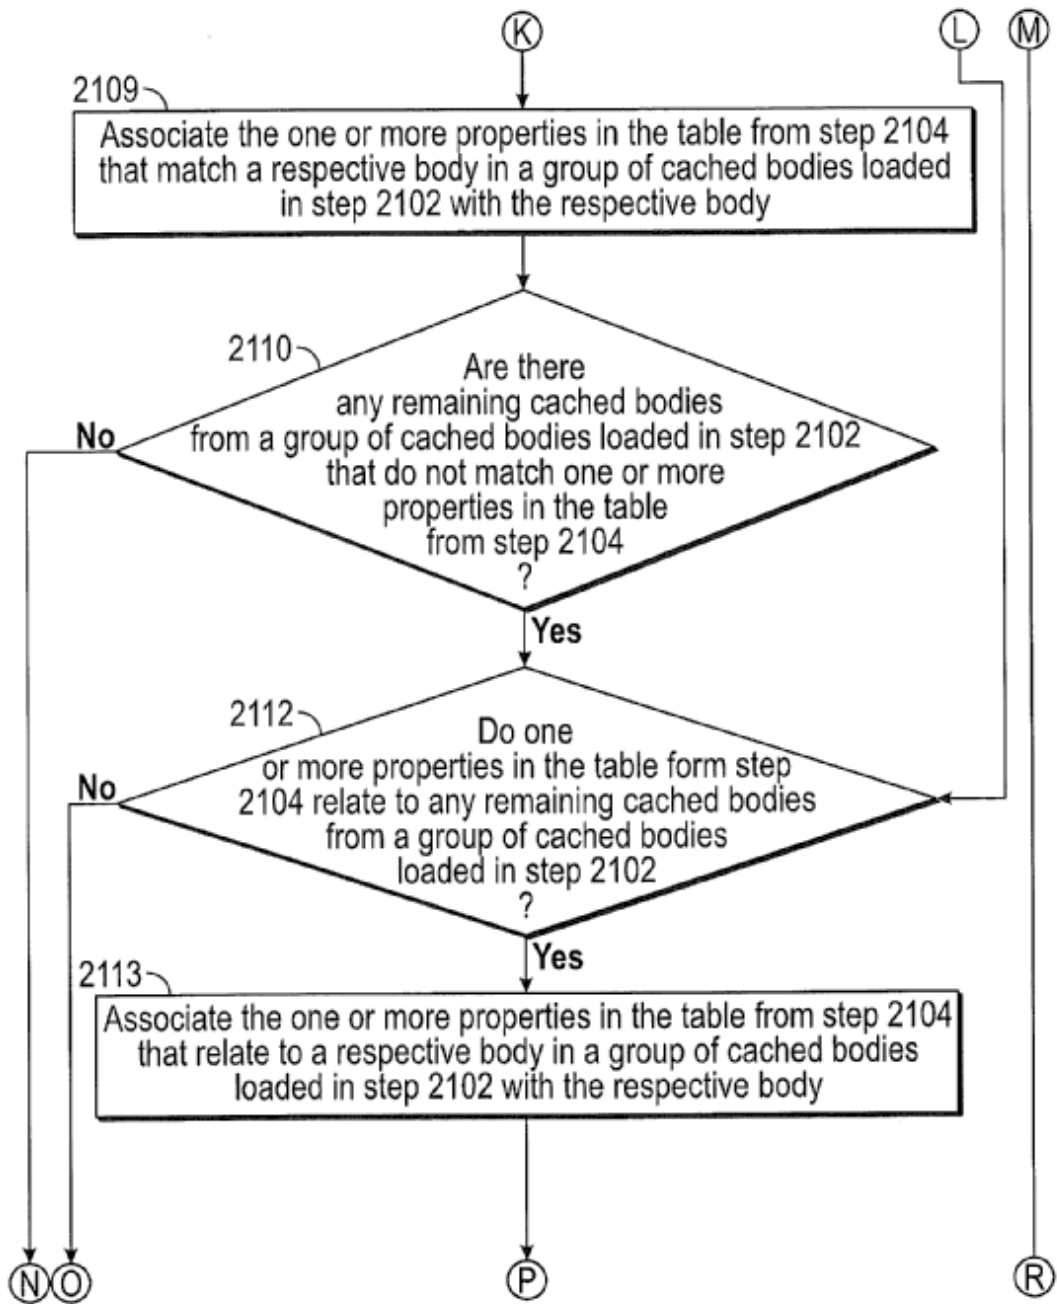 K
L
M
2109
Associate the one or more properties in the table from step 2104
that match a respective body in a group of cached bodies loaded
in step 2102 with the respective body
2110
Are there
any remaining cached bodies
No
from a group of cached bodies loaded in step 2102
that do not match one or more
properties in the table
from step 2104
?
Yes
2112
Do one
or more properties in the table form step
No
2104 relate to any remaining cached bodies
from a group of cached bodies
loaded in step 2102
?
Yes
2113
Associate the one or more properties in the table from step 2104
that relate to a respective body in a group of cached bodies
loaded in step 2102 with the respective body
N
O
P
R